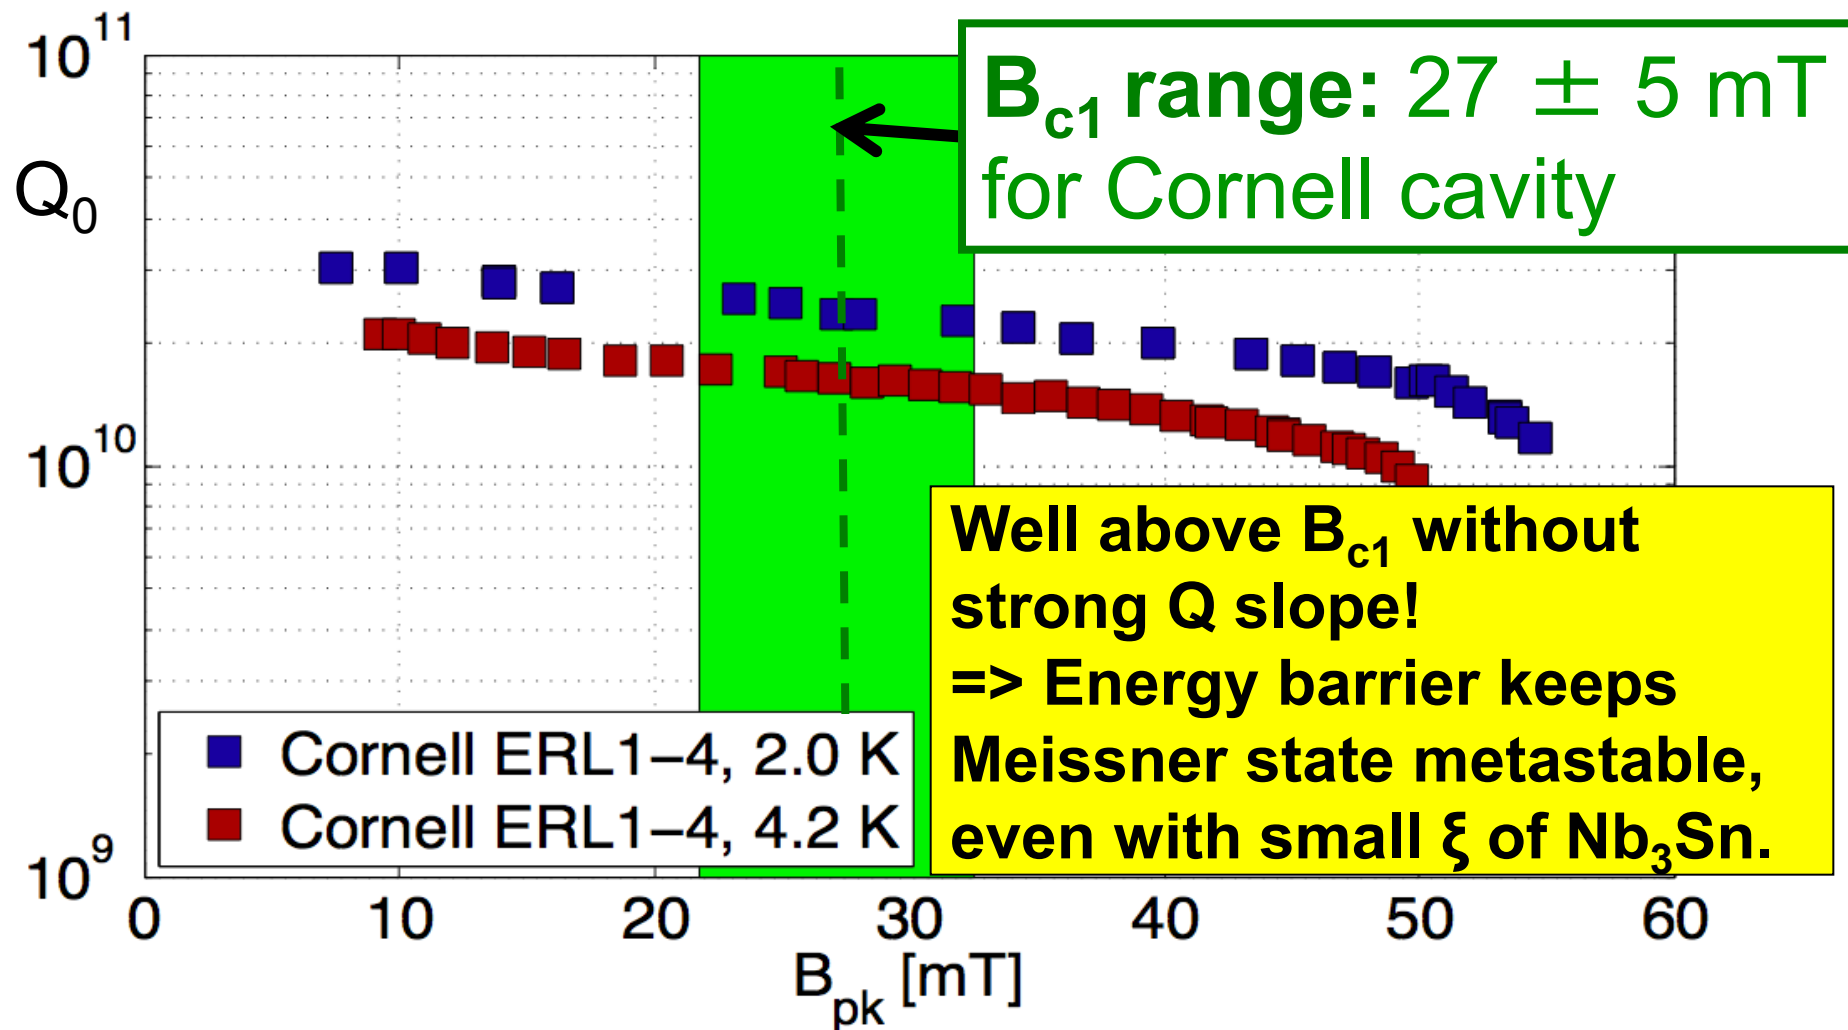 10^11
Q_0
10^10
10^9
B_c1 range: 27 ± 5 mT
for Cornell cavity
Well above B_c1 without
strong Q slope!
=> Energy barrier keeps
Meissner state metastable,
even with small ξ of Nb_3Sn.
Cornell ERL1−4, 2.0 K
Cornell ERL1−4, 4.2 K
0 10 20 30 40 50 60
B_pk [mT]